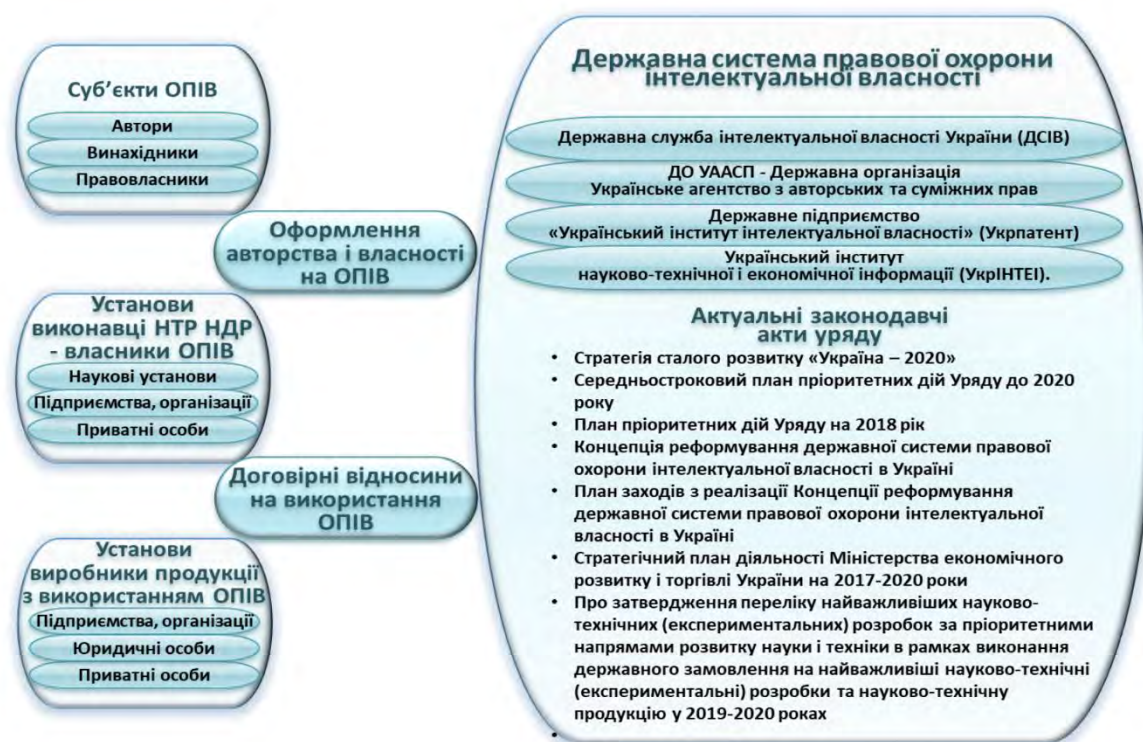 Суб’єкти ОПІВ
Автори
Винахідники
Правовласники
Оформлення
авторства і власності
на ОПІВ
Установи
виконавці НТР НДР
- власники ОПІВ
Наукові установи
Підприємства, організації
Приватні особи
Договірні відносини
на використання
ОПІВ
Установи
виробники продукції
з використанням ОПІВ
Підприємства, організації
Юридичні особи
Приватні особи
Державна система правової охорони
інтелектуальної власності
Державна служба інтелектуальної власності України (ДСІВ)
ДО УААСП - Державна організація
Українське агентство з авторських та суміжних прав
Державне підприємство
«Український інститут інтелектуальної власності» (Укрпатент)
Український інститут
науково-технічної і економічної інформації (УкрІНТЕІ).
Актуальні законодавчі
акти уряду
• Стратегія сталого розвитку «Україна – 2020»
• Середньостроковий план пріоритетних дій Уряду до 2020
року
• План пріоритетних дій Уряду на 2018 рік
• Концепція реформування державної системи правової
охорони інтелектуальної власності в Україні
• План заходів з реалізації Концепції реформування
державної системи правової охорони інтелектуальної
власності в Україні
• Стратегічний план діяльності Міністерства економічного
розвитку і торгівлі України на 2017-2020 роки
• Про затвердження переліку найважливіших науково-
технічних (експериментальних) розробок за пріоритетними
напрямами розвитку науки і техніки в рамках виконання
державного замовлення на найважливіші науково-технічні
(експериментальні) розробки та науково-технічну
продукцію у 2019-2020 роках
•